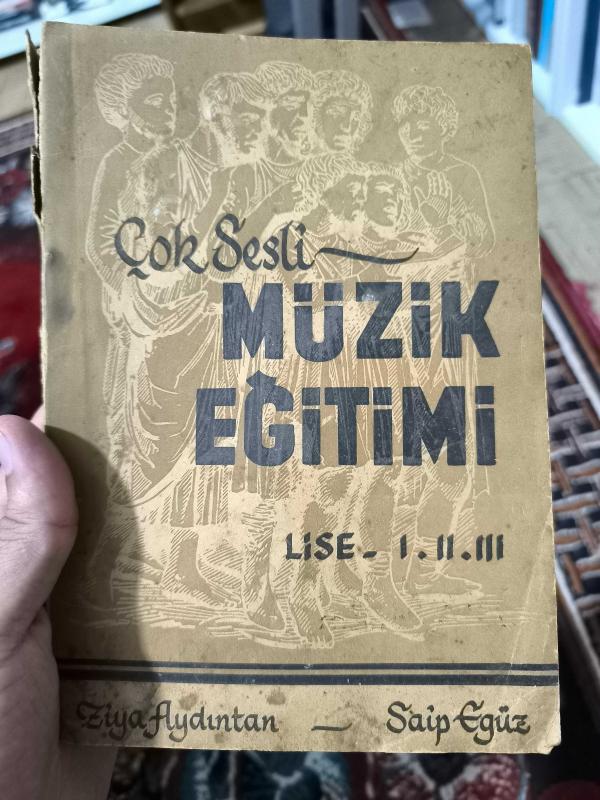 Çok Sesli
MÜZİK
EĞİTİMİ
LİSE - I . II . III
Ziya Aydıntan — Saip Egüz